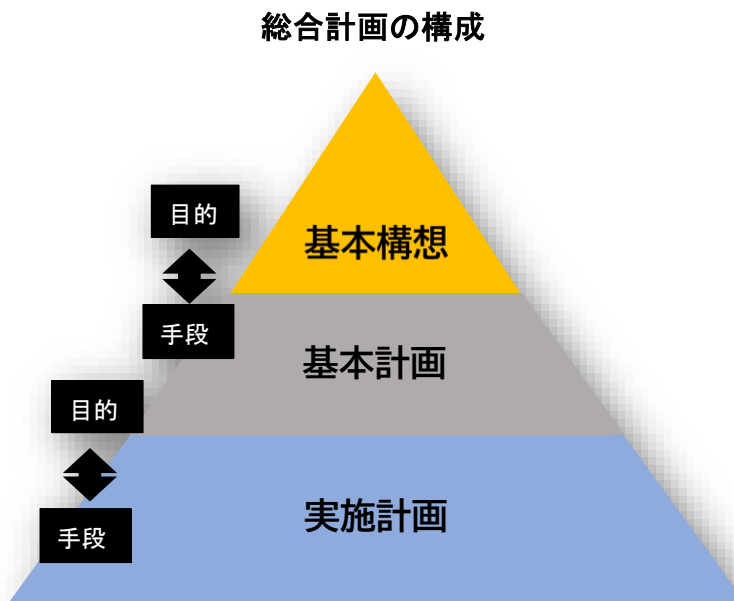 総合計画の構成
目的
基本構想
手段
基本計画
目的
実施計画
手段